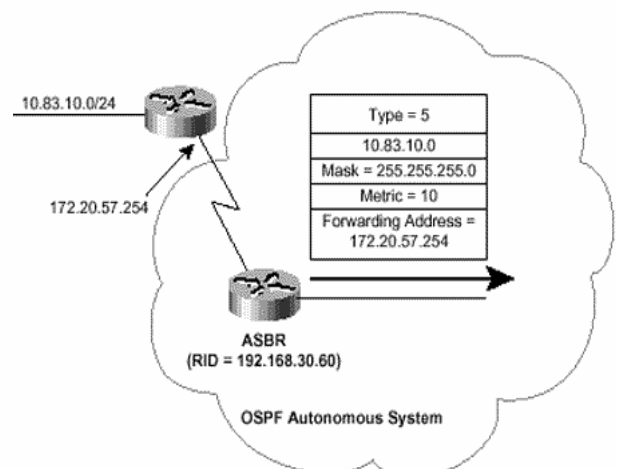 10.83.10.0/24
172.20.57.254
Type = 5
10.83.10.0
Mask = 255.255.255.0
Metric = 10
Forwarding Address =
172.20.57.254
ASBR
(RID = 192.168.30.60)
OSPF Autonomous System